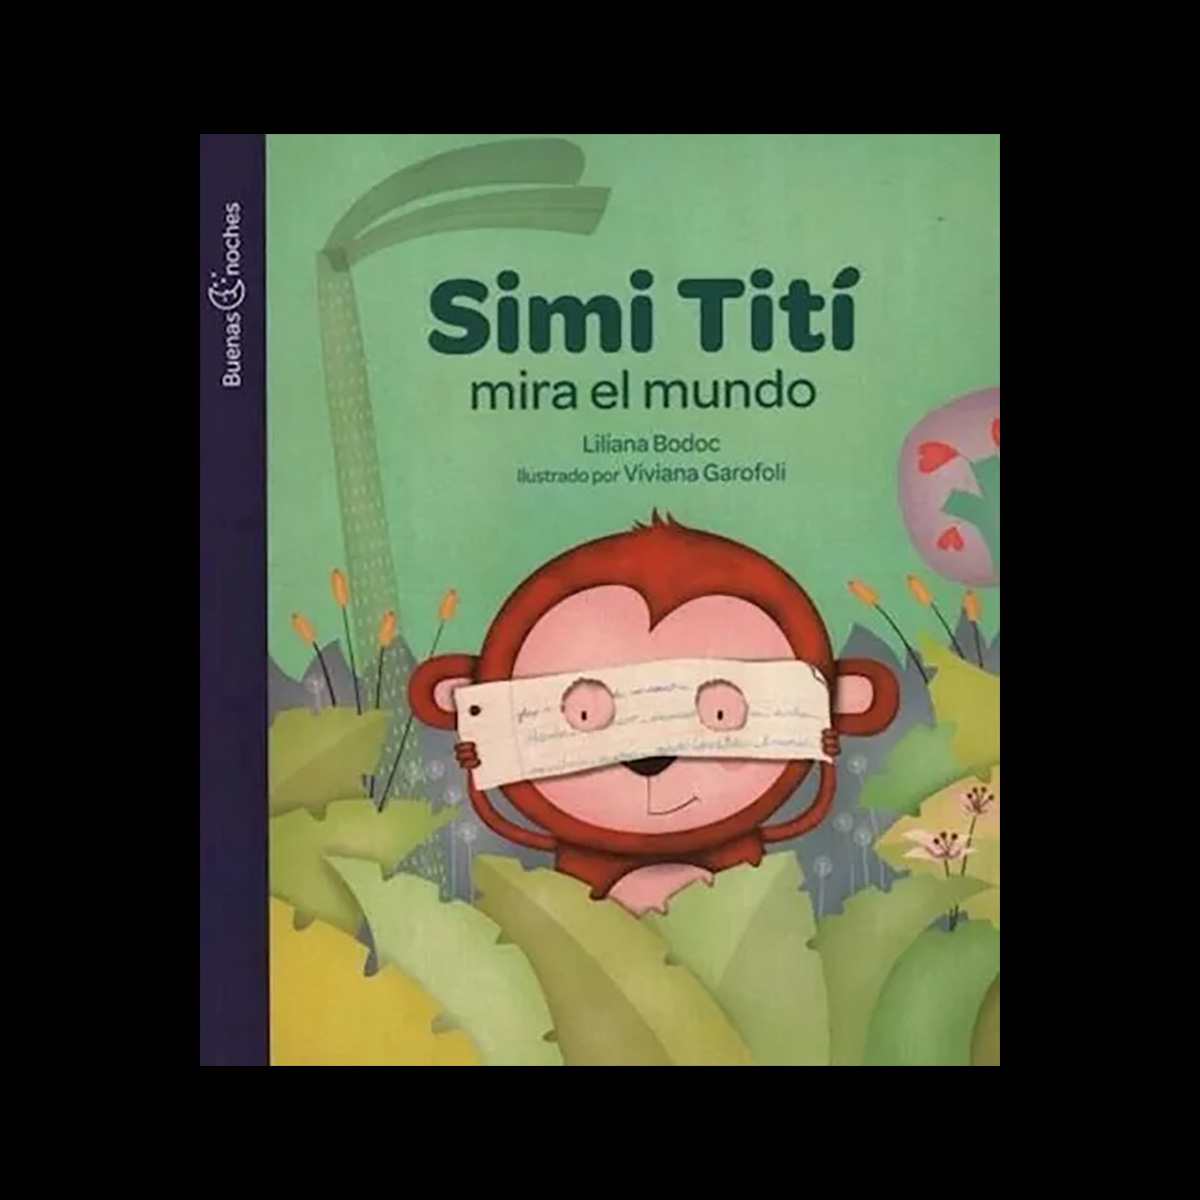 Buenas noches
Simi Tití
mira el mundo
Liliana Bodoc
Ilustrado por Viviana Garofoli